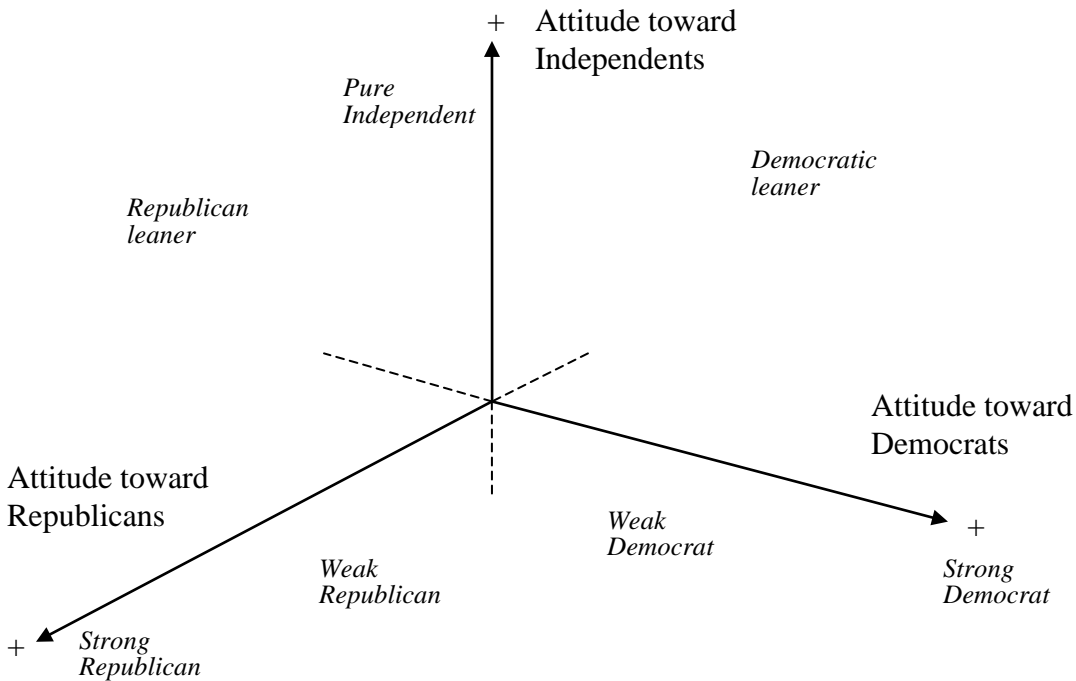 + Attitude toward
Independents
Pure
Independent
Democratic
leaner
Republican
leaner
Attitude toward
Democrats
Attitude toward
Republicans
Weak
Democrat
+
Strong
Democrat
Weak
Republican
+
Strong
Republican